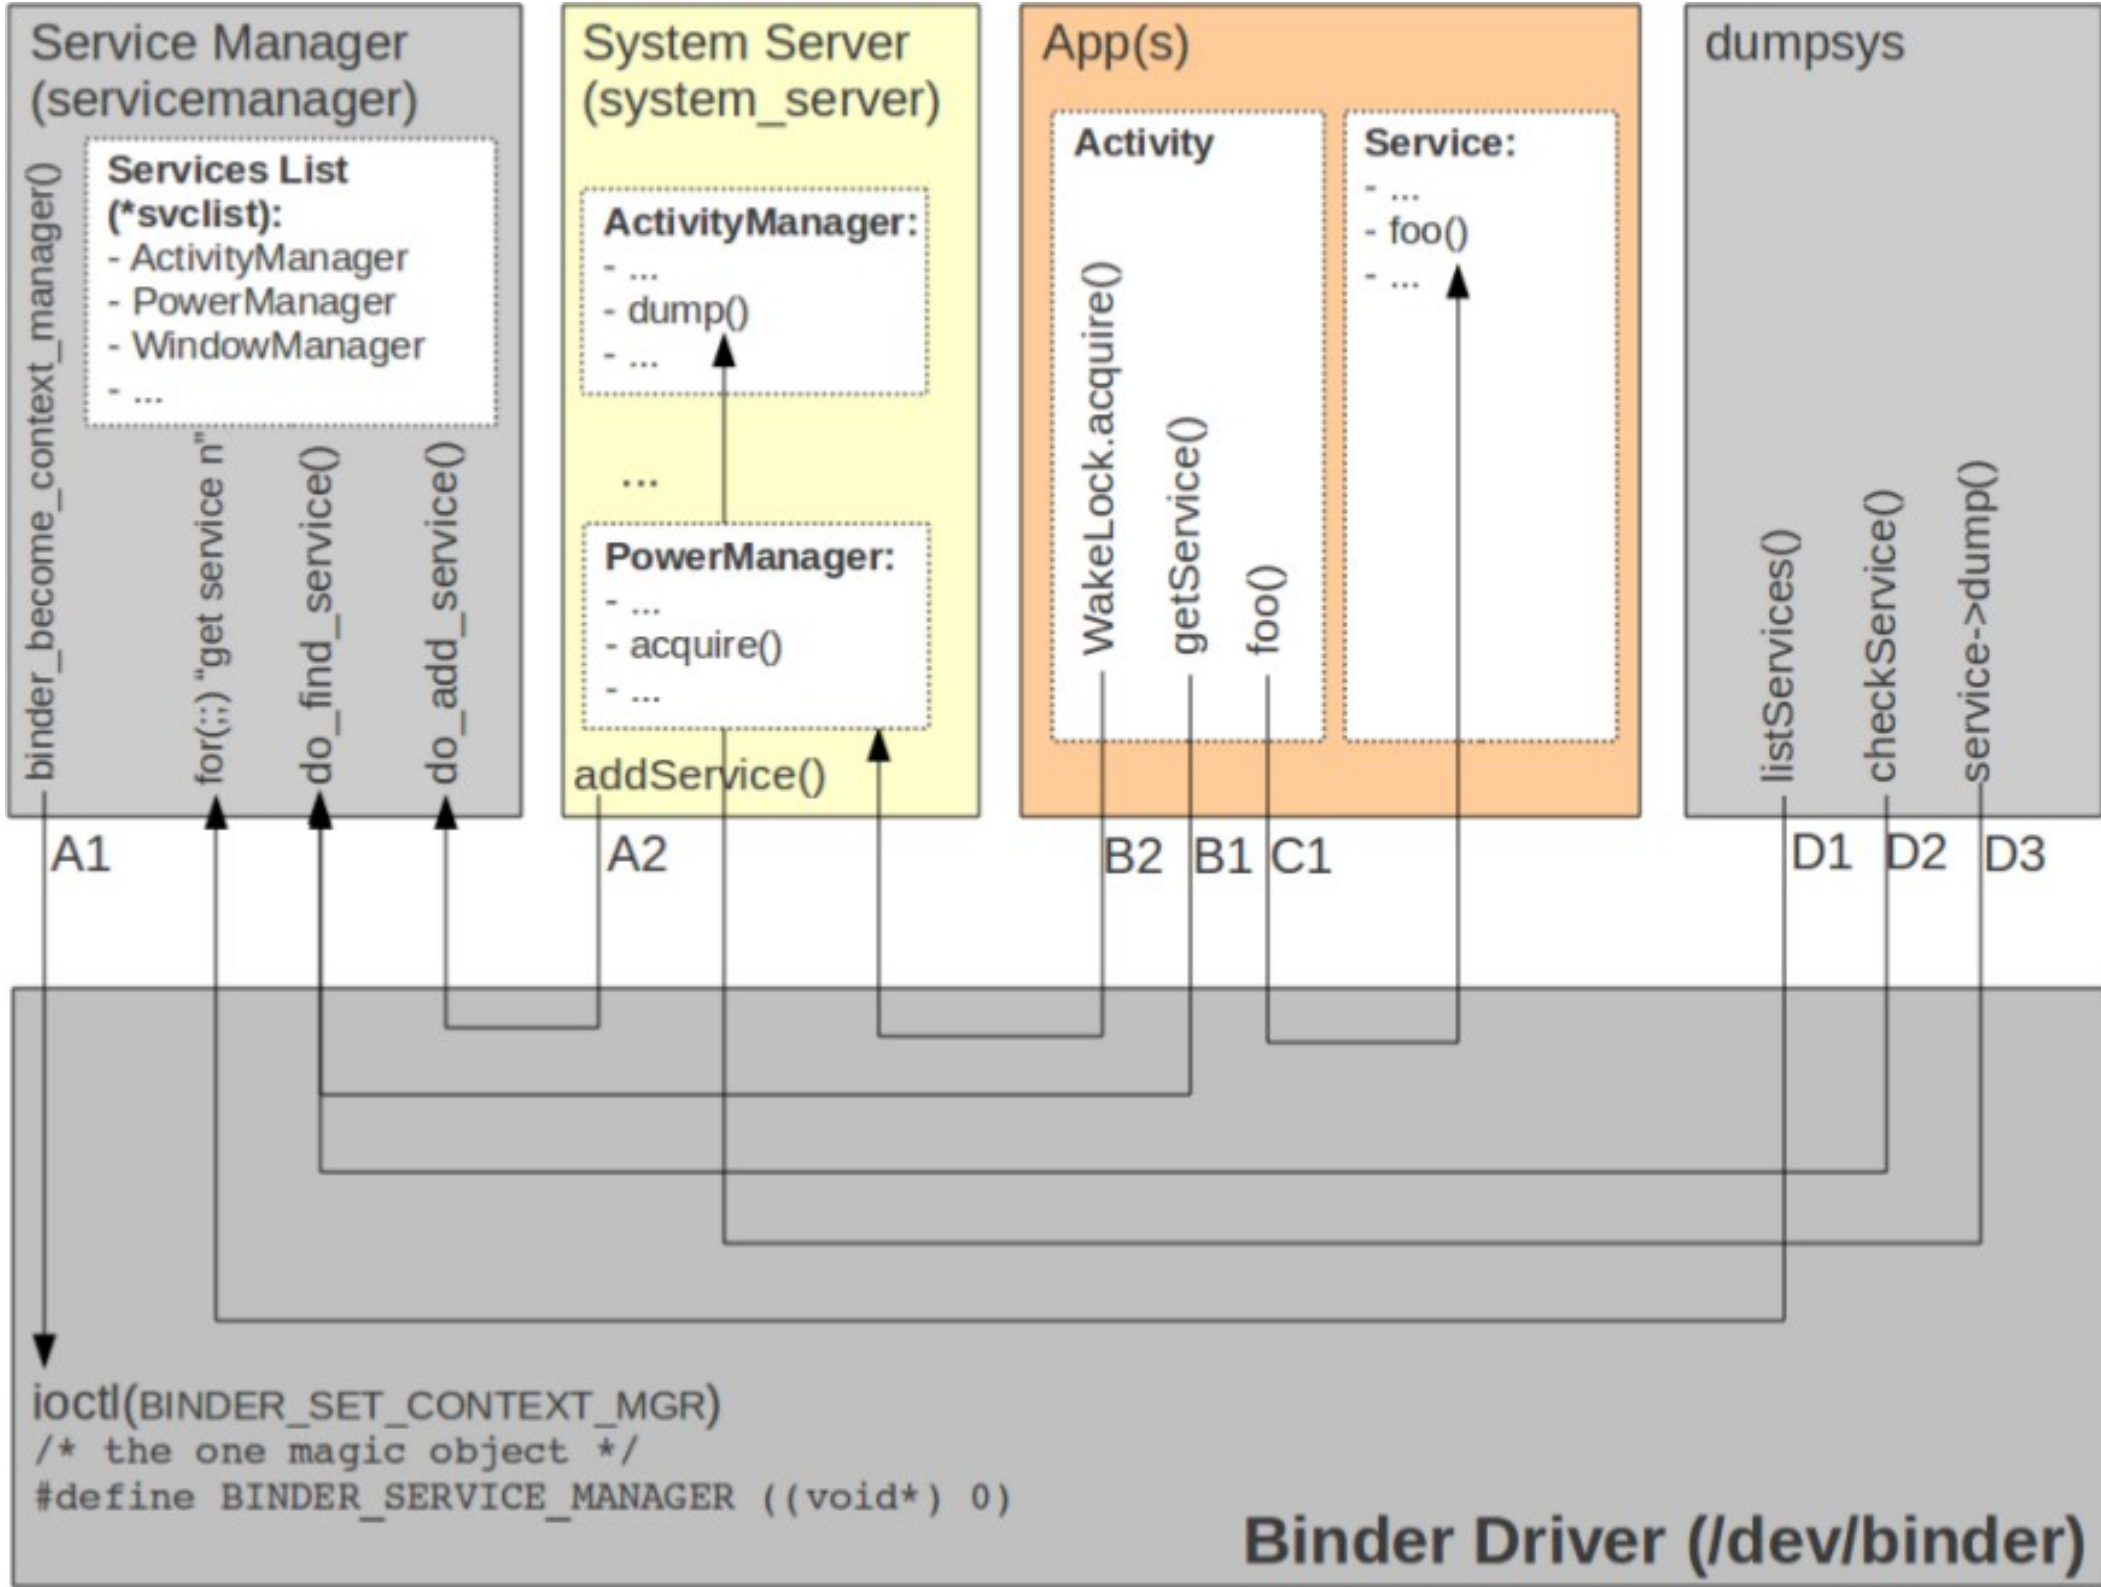 Service Manager
(servicemanager)
binder_become_context_manager()
Services List
(*svclist):
- ActivityManager
- PowerManager
- WindowManager
- ...
for(;;) “get service n"
do_find_service()
do_add_service()
A1
System Server
(system_server)
ActivityManager:
- ...
- dump()
- ...
...
PowerManager:
- ...
- acquire()
- ...
addService()
A2
App(s)
Activity
WakeLock.acquire()
getService()
foo()
Service:
- ...
- foo()
- ...
B2
B1
C1
dumpsys
listServices()
checkService()
service->dump()
D1
D2
D3
ioctl(BINDER_SET_CONTEXT_MGR)
/* the one magic object */
#define BINDER_SERVICE_MANAGER ((void*) 0)
Binder Driver (/dev/binder)